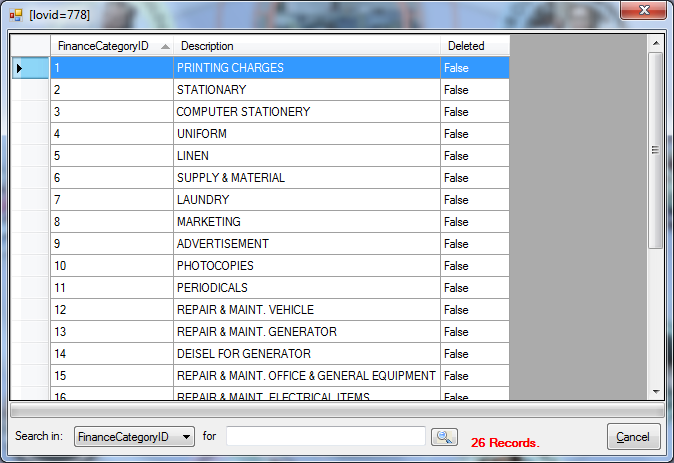 [lovid=778]
FinanceCategoryID Description Deleted
1 PRINTING CHARGES False
2 STATIONARY False
3 COMPUTER STATIONERY False
4 UNIFORM False
5 LINEN False
6 SUPPLY & MATERIAL False
7 LAUNDRY False
8 MARKETING False
9 ADVERTISEMENT False
10 PHOTOCOPIES False
11 PERIODICALS False
12 REPAIR & MAINT. VEHICLE False
13 REPAIR & MAINT. GENERATOR False
14 DEISEL FOR GENERATOR False
15 REPAIR & MAINT. OFFICE & GENERAL EQUIPMENT False
16 REPAIR & MAINT. ELECTRICAL ITEMS False
Search in: FinanceCategoryID for 26 Records. Cancel